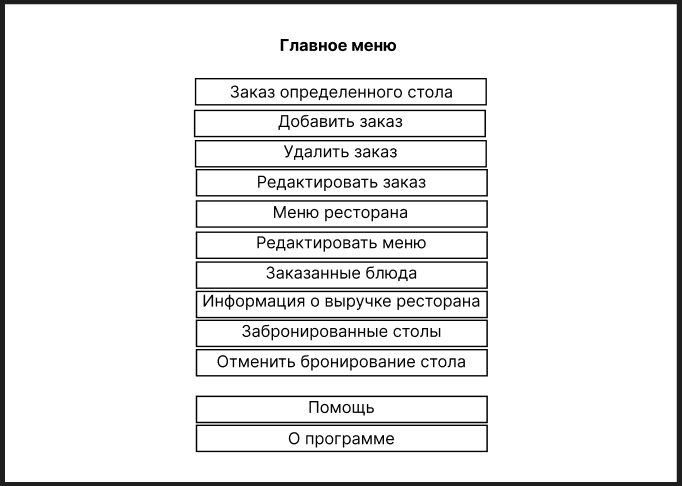 Главное меню
Заказ определенного стола
Добавить заказ
Удалить заказ
Редактировать заказ
Меню ресторана
Редактировать меню
Заказанные блюда
Информация о выручке ресторана
Забронированные столы
Отменить бронирование стола
Помощь
О программе